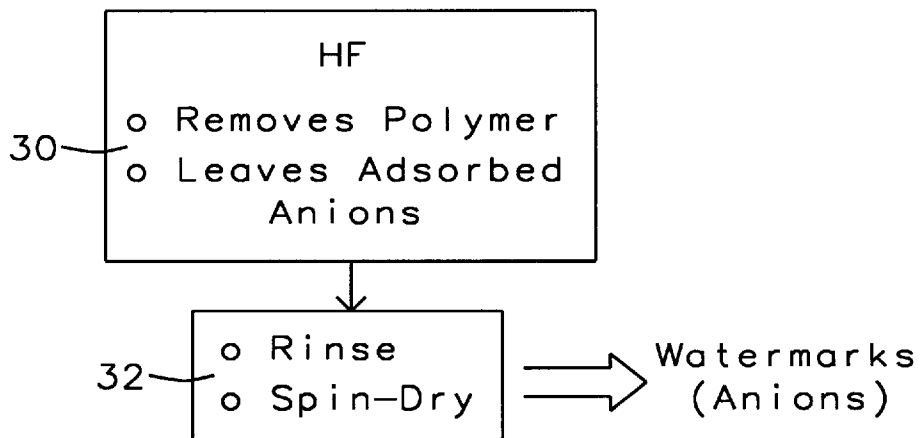 HF
o Removes Polymer
30
o Leaves Adsorbed
Anions
o Rinse
32
o Spin-Dry
Watermarks
(Anions)